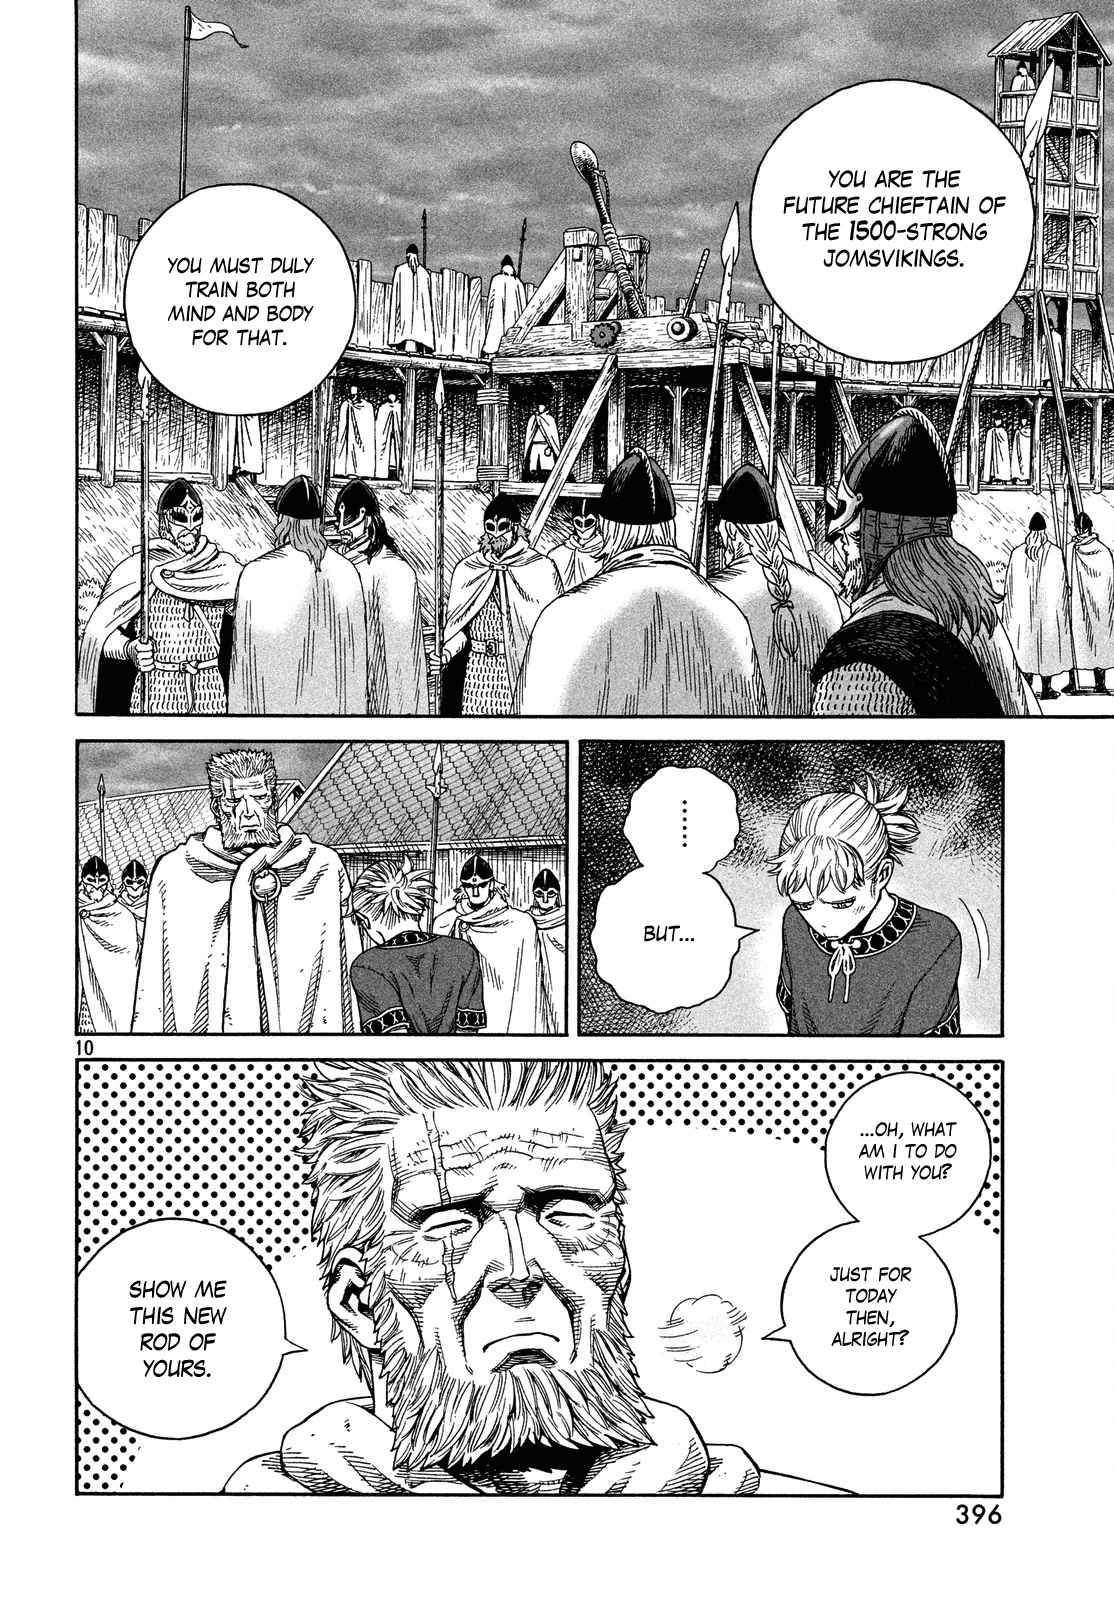 YOU ARE THE
FUTURE CHIEFTAIN OF
THE 1500-STRONG
JOMSVIKINGS.
YOU MUST DULY
TRAIN BOTH
MIND AND BODY
FOR THAT.
......
BUT...
10
...OH, WHAT
AM I TO DO
WITH YOU?
JUST FOR
TODAY
THEN,
ALRIGHT?
SHOW ME
THIS NEW
ROD OF
YOURS.
396